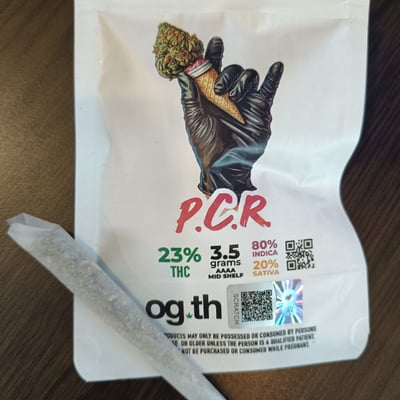 P.C.R.
23%
THC
3.5
grams
AAAA
MID SHELF
80%
INDICA
20%
SATIVA
og.th
SCRATCH
PRODUCTS MAY ONLY BE POSSESSED OR CONSUMED BY PERSONS
OR OLDER UNLESS THE PERSON IS A QUALIFIED PATIENT,
NOT BE PURCHASED OR CONSUMED WHILE PREGNANT.